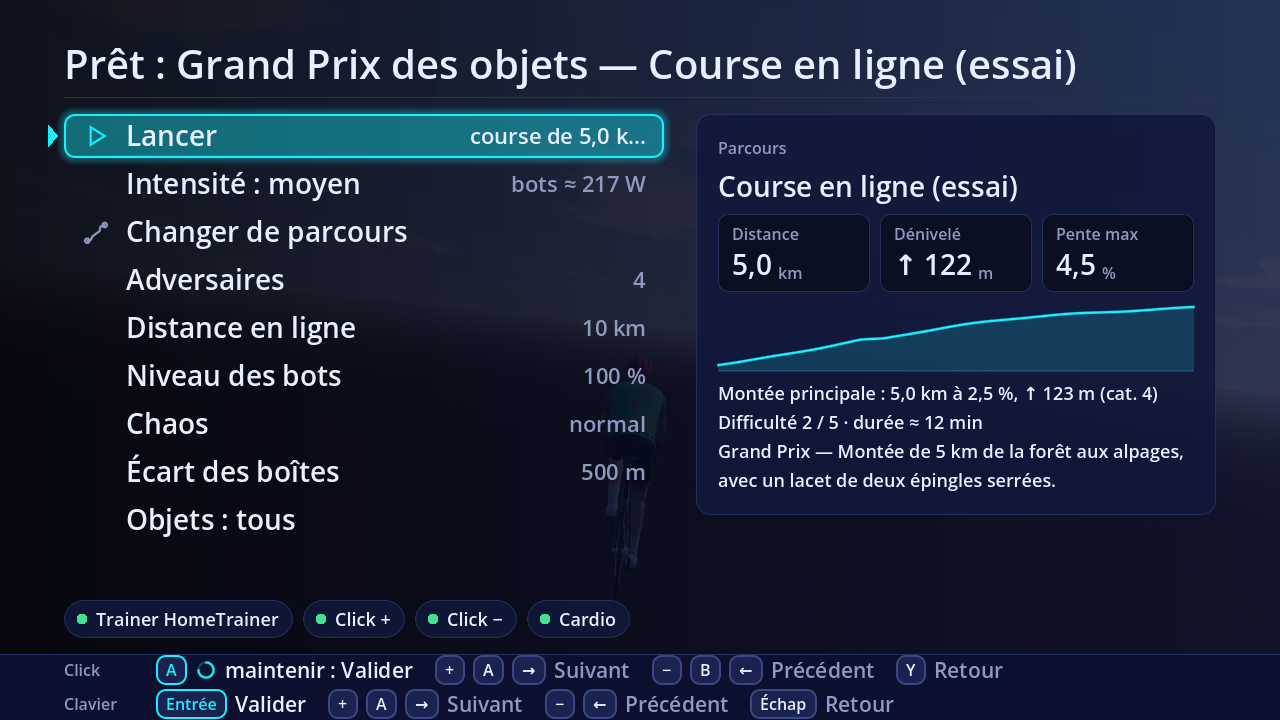 Prêt : Grand Prix des objets — Course en ligne (essai)
Lancer course de 5,0 k...
Intensité : moyen bots ≈ 217 W
Changer de parcours
Adversaires 4
Distance en ligne 10 km
Niveau des bots 100 %
Chaos normal
Écart des boîtes 500 m
Objets : tous
Parcours
Course en ligne (essai)
Distance Dénivelé Pente max
5,0 km ↑ 122 m 4,5 %
Montée principale : 5,0 km à 2,5 %, ↑ 123 m (cat. 4)
Difficulté 2 / 5 · durée ≈ 12 min
Grand Prix — Montée de 5 km de la forêt aux alpages,
avec un lacet de deux épingles serrées.
Trainer HomeTrainer Click + Click − Cardio
Click A maintenir : Valider + A → Suivant − B ← Précédent Y Retour
Clavier Entrée Valider + A → Suivant − ← Précédent Échap Retour